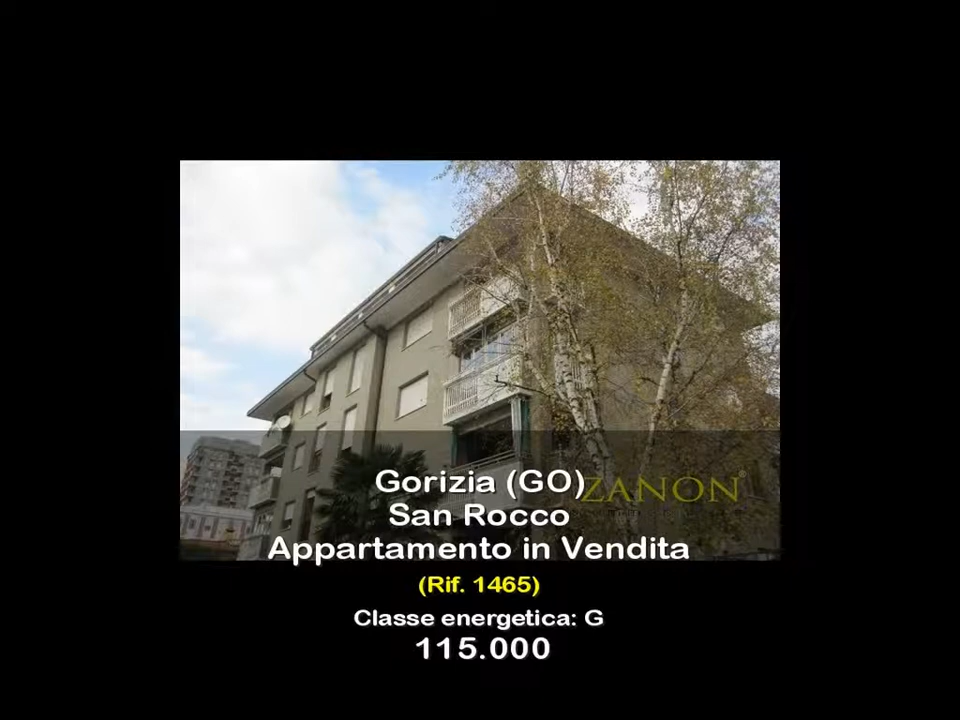 Gorizia (GO)
ZANON
San Rocco
Appartamento in Vendita
(Rif. 1465)
Classe energetica: G
115.000